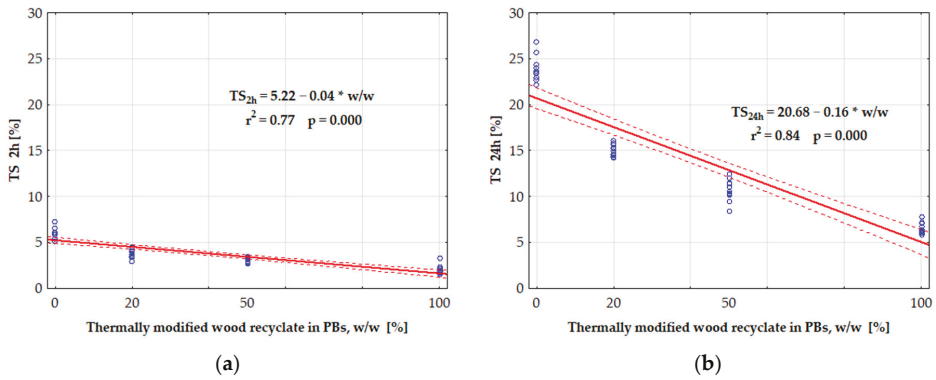 30
25
20
15
10
5
0
TS 2h [%]
TS₂ₕ = 5.22 − 0.04 * w/w
r² = 0.77 p = 0.000
0 20 50 100
Thermally modified wood recyclate in PBs, w/w [%]
(a)
30
25
20
15
10
5
0
TS 24h [%]
TS₂₄ₕ = 20.68 − 0.16 * w/w
r² = 0.84 p = 0.000
0 20 50 100
Thermally modified wood recyclate in PBs, w/w [%]
(b)